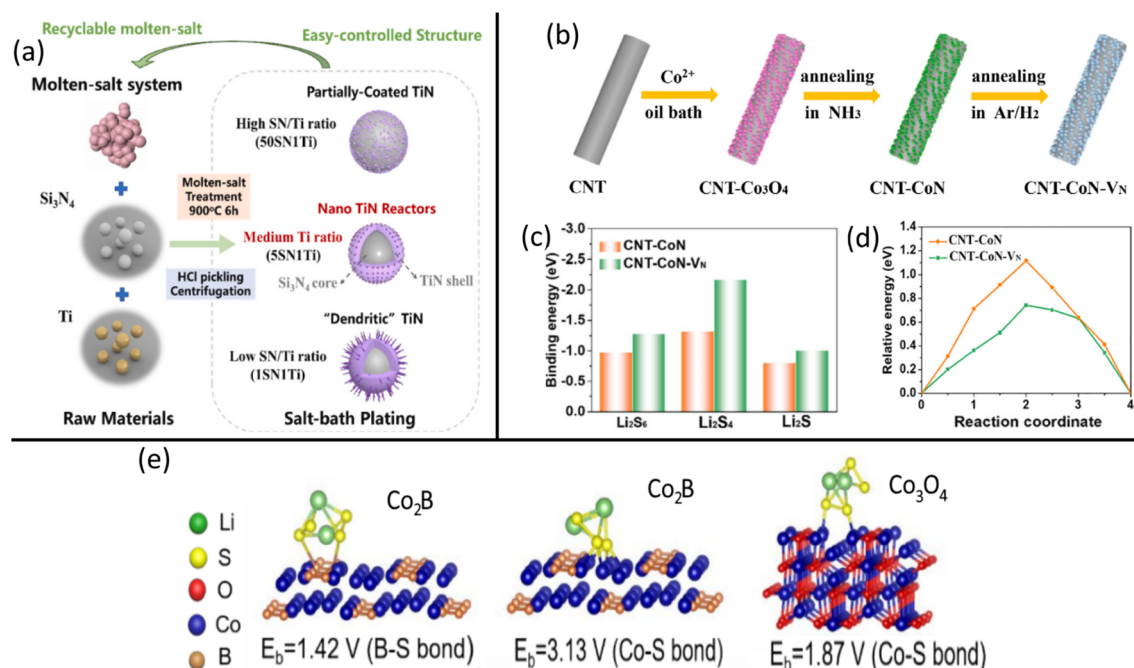 (a)
Recyclable molten-salt
Easy-controlled Structure
Molten-salt system
Si₃N₄
Ti
Raw Materials
Molten-salt
Treatment
900°C 6h
HCl pickling
Centrifugation
Partially-Coated TiN
High SN/Ti ratio
(50SN1Ti)
Nano TiN Reactors
Medium Ti ratio
(5SN1Ti)
Si₃N₄ core
TiN shell
"Dendritic" TiN
Low SN/Ti ratio
(1SN1Ti)
Salt-bath Plating
(b)
Co²⁺
oil bath
annealing
in NH₃
annealing
in Ar/H₂
CNT
CNT-Co₃O₄
CNT-CoN
CNT-CoN-V_N
(c)
Binding energy (eV)
-3.0
-2.5
-2.0
-1.5
-1.0
-0.5
-0.0
CNT-CoN
CNT-CoN-V_N
Li₂S₆
Li₂S₄
Li₂S
(d)
Relative energy (eV)
1.4
1.2
1.0
0.8
0.6
0.4
0.2
0.0
CNT-CoN
CNT-CoN-V_N
0 1 2 3 4
Reaction coordinate
(e)
Li
S
O
Co
B
Co₂B
E_b=1.42 V (B-S bond)
Co₂B
E_b=3.13 V (Co-S bond)
Co₃O₄
E_b=1.87 V (Co-S bond)